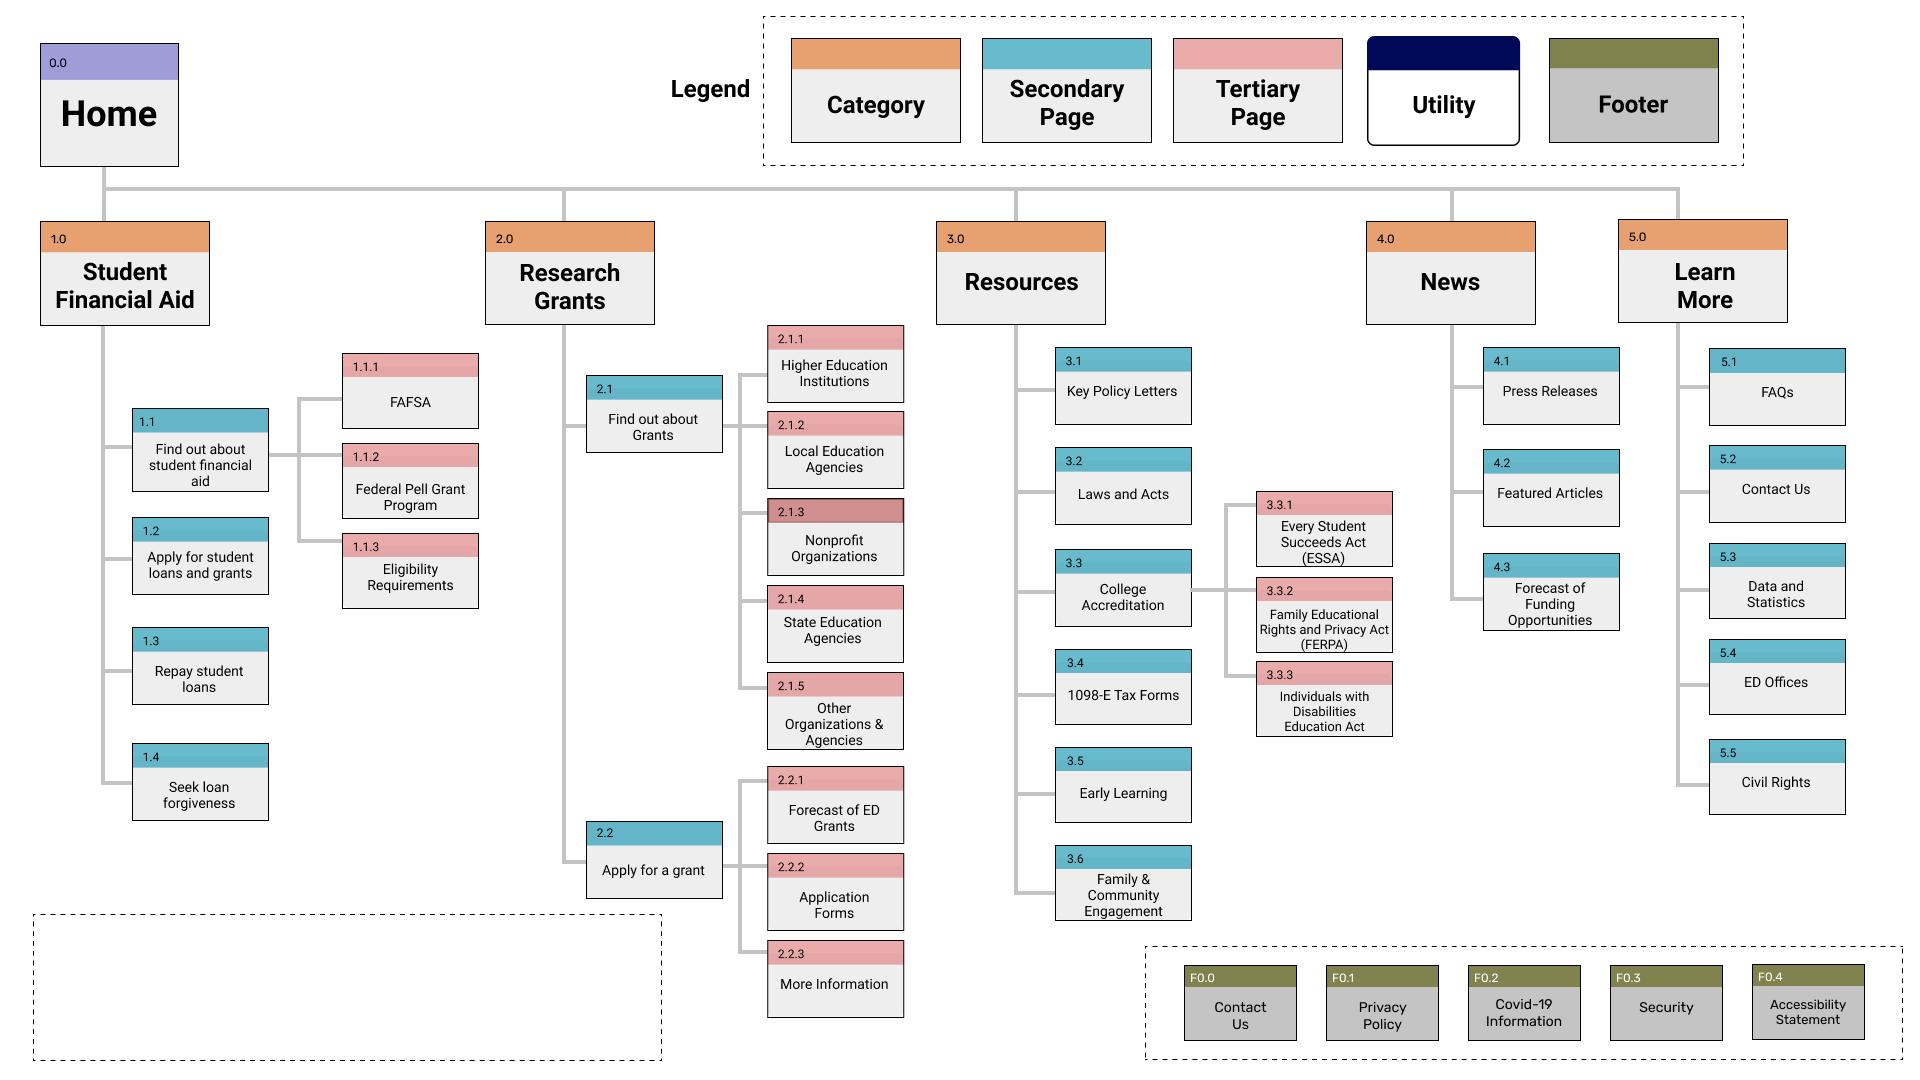 0.0
Home
Legend
Category
Secondary
Page
Tertiary
Page
Utility
Footer
1.0
Student
Financial Aid
1.1
Find out about
student financial
aid
1.1.1
FAFSA
1.1.2
Federal Pell Grant
Program
1.1.3
Eligibility
Requirements
1.2
Apply for student
loans and grants
1.3
Repay student
loans
1.4
Seek loan
forgiveness
2.0
Research
Grants
2.1
Find out about
Grants
2.1.1
Higher Education
Institutions
2.1.2
Local Education
Agencies
2.1.3
Nonprofit
Organizations
2.1.4
State Education
Agencies
2.1.5
Other
Organizations &
Agencies
2.2
Apply for a grant
2.2.1
Forecast of ED
Grants
2.2.2
Application
Forms
2.2.3
More Information
3.0
Resources
3.1
Key Policy Letters
3.2
Laws and Acts
3.3
College
Accreditation
3.3.1
Every Student
Succeeds Act
(ESSA)
3.3.2
Family Educational
Rights and Privacy Act
(FERPA)
3.3.3
Individuals with
Disabilities
Education Act
3.4
1098-E Tax Forms
3.5
Early Learning
3.6
Family &
Community
Engagement
4.0
News
4.1
Press Releases
4.2
Featured Articles
4.3
Forecast of
Funding
Opportunities
5.0
Learn
More
5.1
FAQs
5.2
Contact Us
5.3
Data and
Statistics
5.4
ED Offices
5.5
Civil Rights
F0.0
Contact
Us
F0.1
Privacy
Policy
F0.2
Covid-19
Information
F0.3
Security
F0.4
Accessibility
Statement